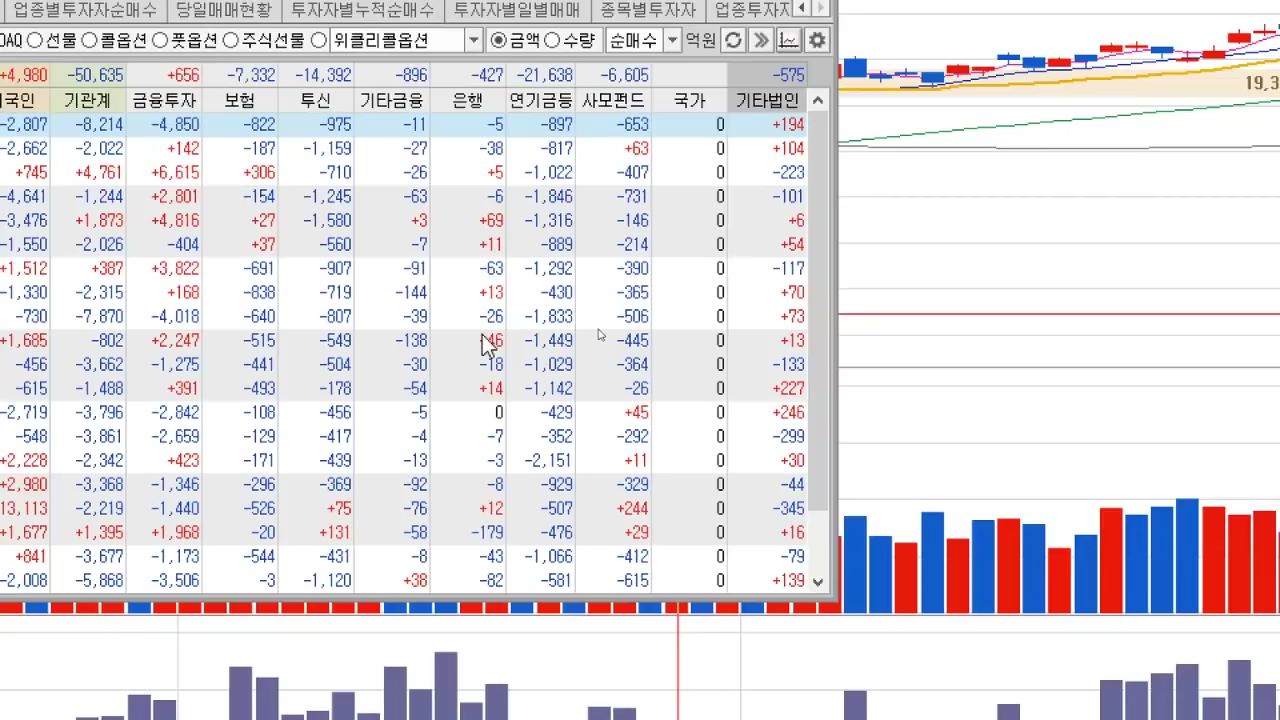 업종별투자자순매수 당일매매현황 투자자별누적순매수 투자자별일별매매 종목별투자자 업종투자지
DAQ 선물 콜옵션 풋옵션 주식선물 위클리콜옵션 금액 수량 순매수 억원
+4,980 -50,635 +656 -7,332 -14,392 -896 -427 -21,638 -6,605 -575
국인 기관계 금융투자 보험 투신 기타금융 은행 연기금등 사모펀드 국가 기타법인
-2,807 -8,214 -4,850 -822 -975 -11 -5 -897 -653 0 +194
-2,662 -2,022 +142 -187 -1,159 -27 -38 -817 +63 0 +104
+745 +4,761 +6,615 +306 -710 -26 +5 -1,022 -407 0 -223
-4,641 -1,244 +2,801 -154 -1,245 -63 -6 -1,846 -731 0 -101
-3,476 +1,873 +4,816 +27 -1,580 +3 +69 -1,316 -146 0 +6
-1,550 -2,026 -404 +37 -560 -7 +11 -889 -214 0 +54
+1,512 +387 +3,822 -691 -907 -91 -63 -1,292 -390 0 -117
-1,330 -2,315 +168 -838 -719 -144 +13 -430 -365 0 +70
-730 -7,870 -4,018 -640 -807 -39 -26 -1,833 -506 0 +73
+1,685 -802 +2,247 -515 -549 -138 46 -1,449 -445 0 +13
-456 -3,662 -1,275 -441 -504 -30 -18 -1,029 -364 0 -133
-615 -1,488 +391 -493 -178 -54 +14 -1,142 -26 0 +227
-2,719 -3,796 -2,842 -108 -456 -5 0 -429 +45 0 +246
-548 -3,861 -2,659 -129 -417 -4 -7 -352 -292 0 -299
+2,228 -2,342 +423 -171 -439 -13 -3 -2,151 +11 0 +30
+2,980 -3,368 -1,346 -296 -369 -92 -8 -929 -329 0 -44
13,113 -2,219 -1,440 -526 +75 -76 +12 -507 +244 0 -345
+1,677 +1,395 +1,968 -20 +131 -58 -179 -476 +29 0 +16
+841 -3,677 -1,173 -544 -431 -8 -43 -1,066 -412 0 -79
-2,008 -5,868 -3,506 -3 -1,120 +38 -82 -581 -615 0 +139
19,3